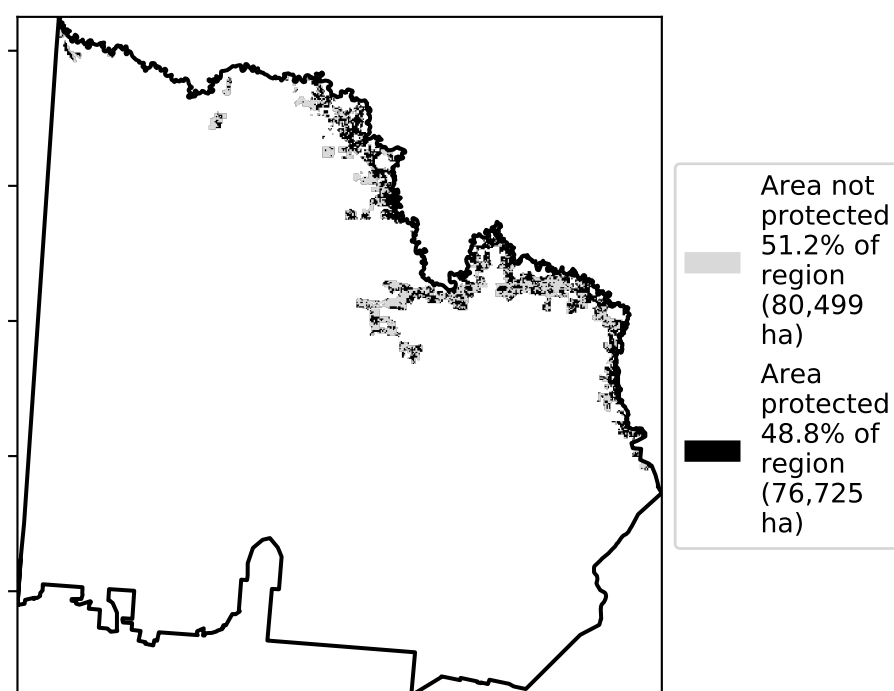 Area not
protected
51.2% of
region
(80,499
ha)
Area
protected
48.8% of
region
(76,725
ha)